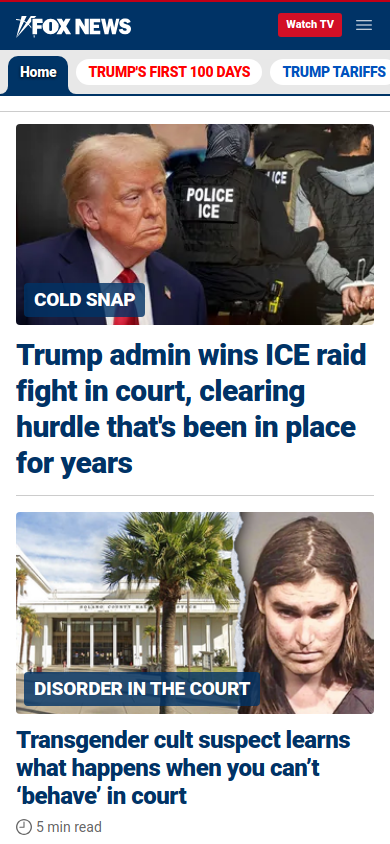 FOX NEWS
Watch TV
Home
TRUMP'S FIRST 100 DAYS
TRUMP TARIFFS
POLICE
ICE
ICE
COLD SNAP
Trump admin wins ICE raid
fight in court, clearing
hurdle that's been in place
for years
DISORDER IN THE COURT
Transgender cult suspect learns
what happens when you can’t
‘behave’ in court
5 min read